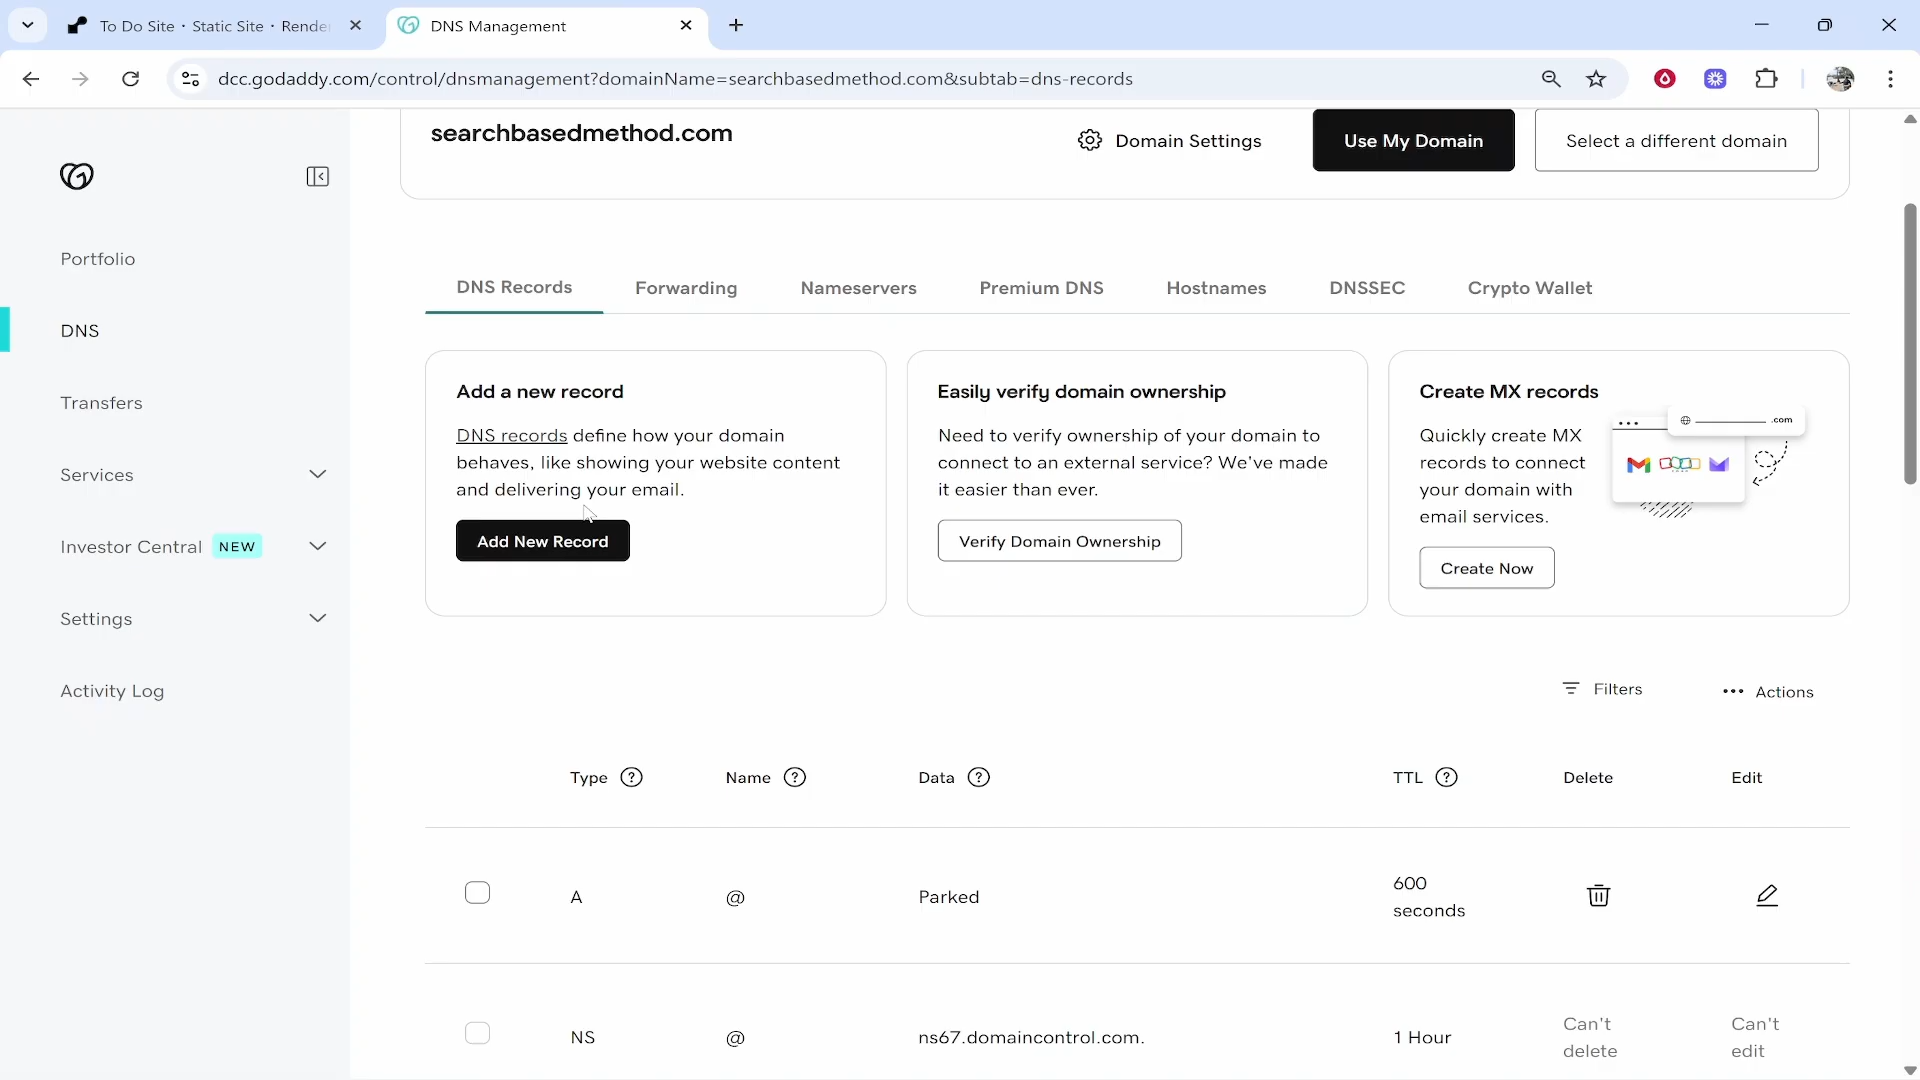 To Do Site · Static Site · Rende
DNS Management
dcc.godaddy.com/control/dnsmanagement?domainName=searchbasedmethod.com&subtab=dns-records
searchbasedmethod.com
Domain Settings
Use My Domain
Select a different domain
Portfolio
DNS
Transfers
Services
Investor Central NEW
Settings
Activity Log
DNS Records
Forwarding
Nameservers
Premium DNS
Hostnames
DNSSEC
Crypto Wallet
Add a new record
DNS records define how your domain
behaves, like showing your website content
and delivering your email.
Add New Record
Easily verify domain ownership
Need to verify ownership of your domain to
connect to an external service? We've made
it easier than ever.
Verify Domain Ownership
Create MX records
Quickly create MX
records to connect
your domain with
email services.
.com
Create Now
Filters
Actions
Type ? Name ? Data ? TTL ? Delete Edit
A @ Parked 600
seconds
NS @ ns67.domaincontrol.com. 1 Hour Can't
delete Can't
edit